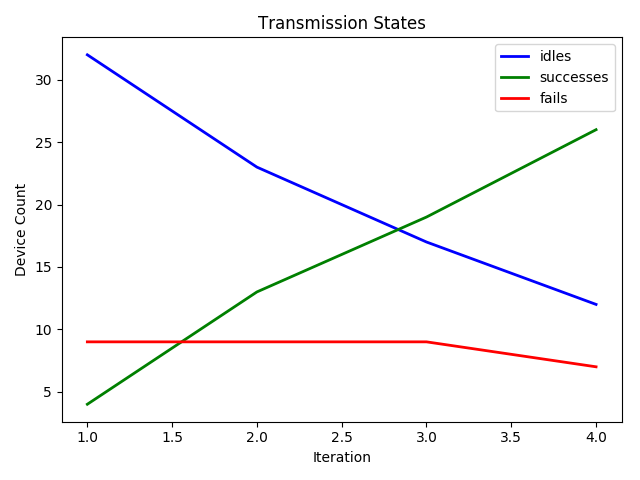 Transmission States
idles
successes
fails
Device Count
30
25
20
15
10
5
1.0 1.5 2.0 2.5 3.0 3.5 4.0
Iteration